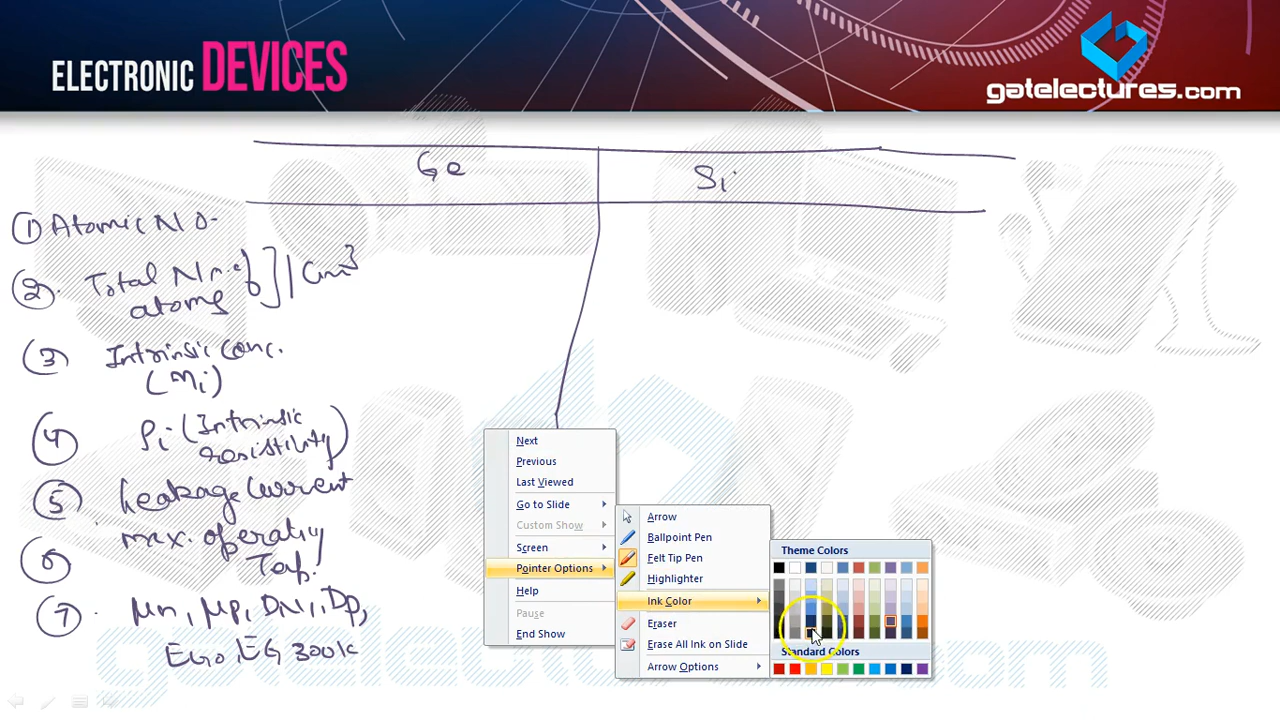 ELECTRONIC DEVICES
gatelectures.com
Ge Si
① Atomic No.
② Total No. of atoms] / cm³
③ Intrinsic conc.
(ni)
④ ρi (Intrinsic
resistivity)
⑤ Leakage Current
⑥ max. operating
Temp.
⑦ μn, μp, DN, Dp,
EG0, EG 300K
Next
Previous
Last Viewed
Go to Slide
Custom Show
Screen
Pointer Options
Help
Pause
End Show
Arrow
Ballpoint Pen
Felt Tip Pen
Highlighter
Ink Color
Eraser
Erase All Ink on Slide
Arrow Options
Theme Colors
Standard Colors